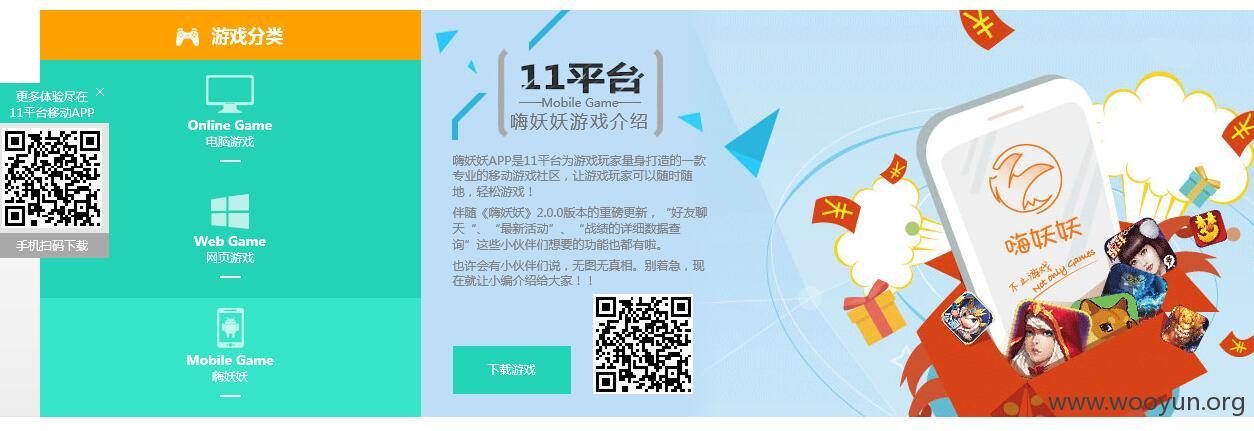 游戏分类
更多体验尽在 ×
11平台移动APP
手机扫码下载
Online Game
电脑游戏
Web Game
网页游戏
Mobile Game
嗨妖妖
11平台
Mobile Game
嗨妖妖游戏介绍
嗨妖妖APP是11平台为游戏玩家量身打造的一款
专业的移动游戏社区，让游戏玩家可以随时随
地，轻松游戏！
伴随《嗨妖妖》2.0.0版本的重磅更新，“好友聊
天“、“最新活动”、“战绩的详细数据查
询”这些小伙伴们想要的功能也都有啦。
也许会有小伙伴们说，无图无真相。别着急，现
在就让小编介绍给大家！！
下载游戏
嗨妖妖
不止游戏
Not only Games
www.wooyun.org